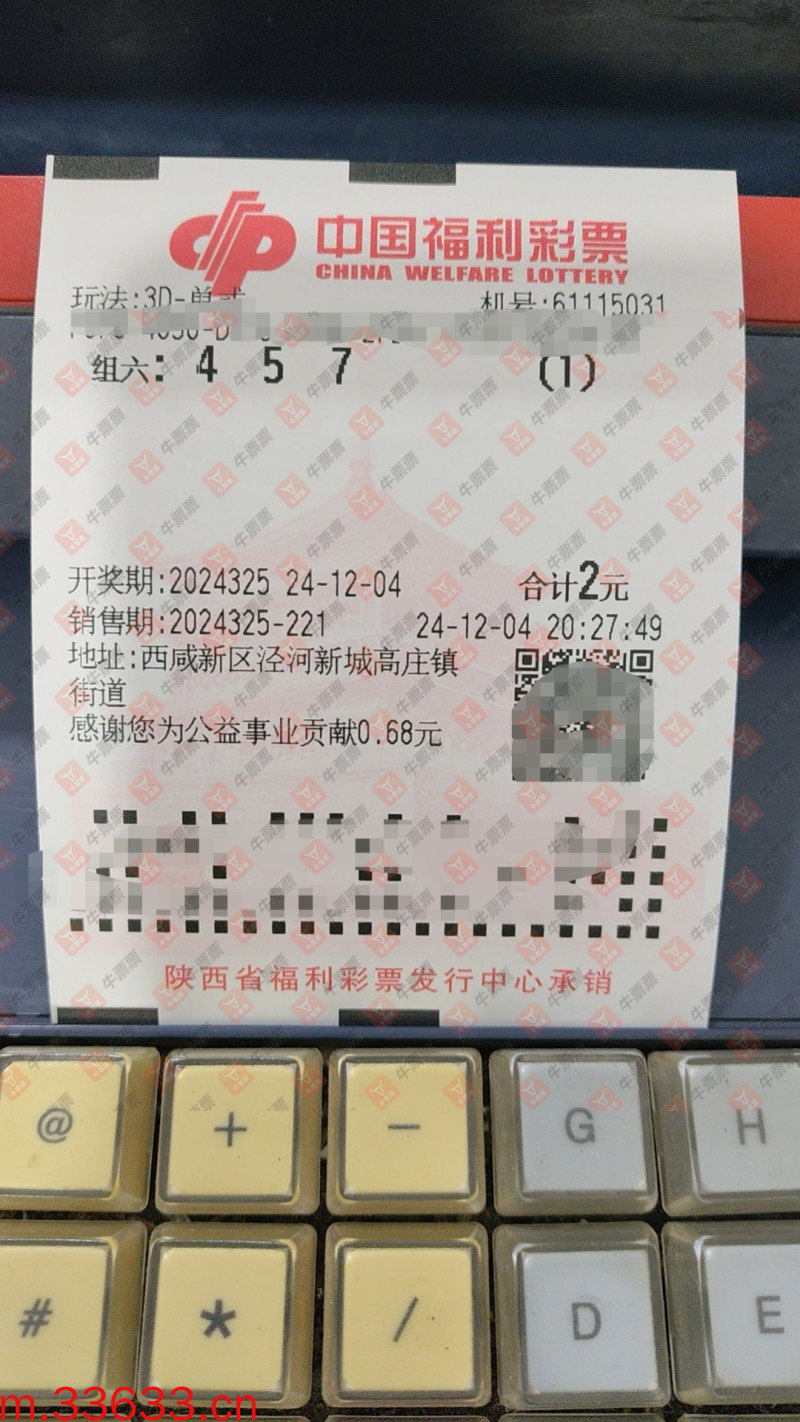 中国福利彩票
CHINA WELFARE LOTTERY
玩法:3D-单式 机号:61115031
组六: 4 5 7 (1)
开奖期:2024325 24-12-04 合计2元
销售期:2024325-221 24-12-04 20:27:49
地址:西咸新区泾河新城高庄镇
街道
感谢您为公益事业贡献0.68元
陕西省福利彩票发行中心承销
牛票票
@ + - G H
# * / D E
m.33633.cn